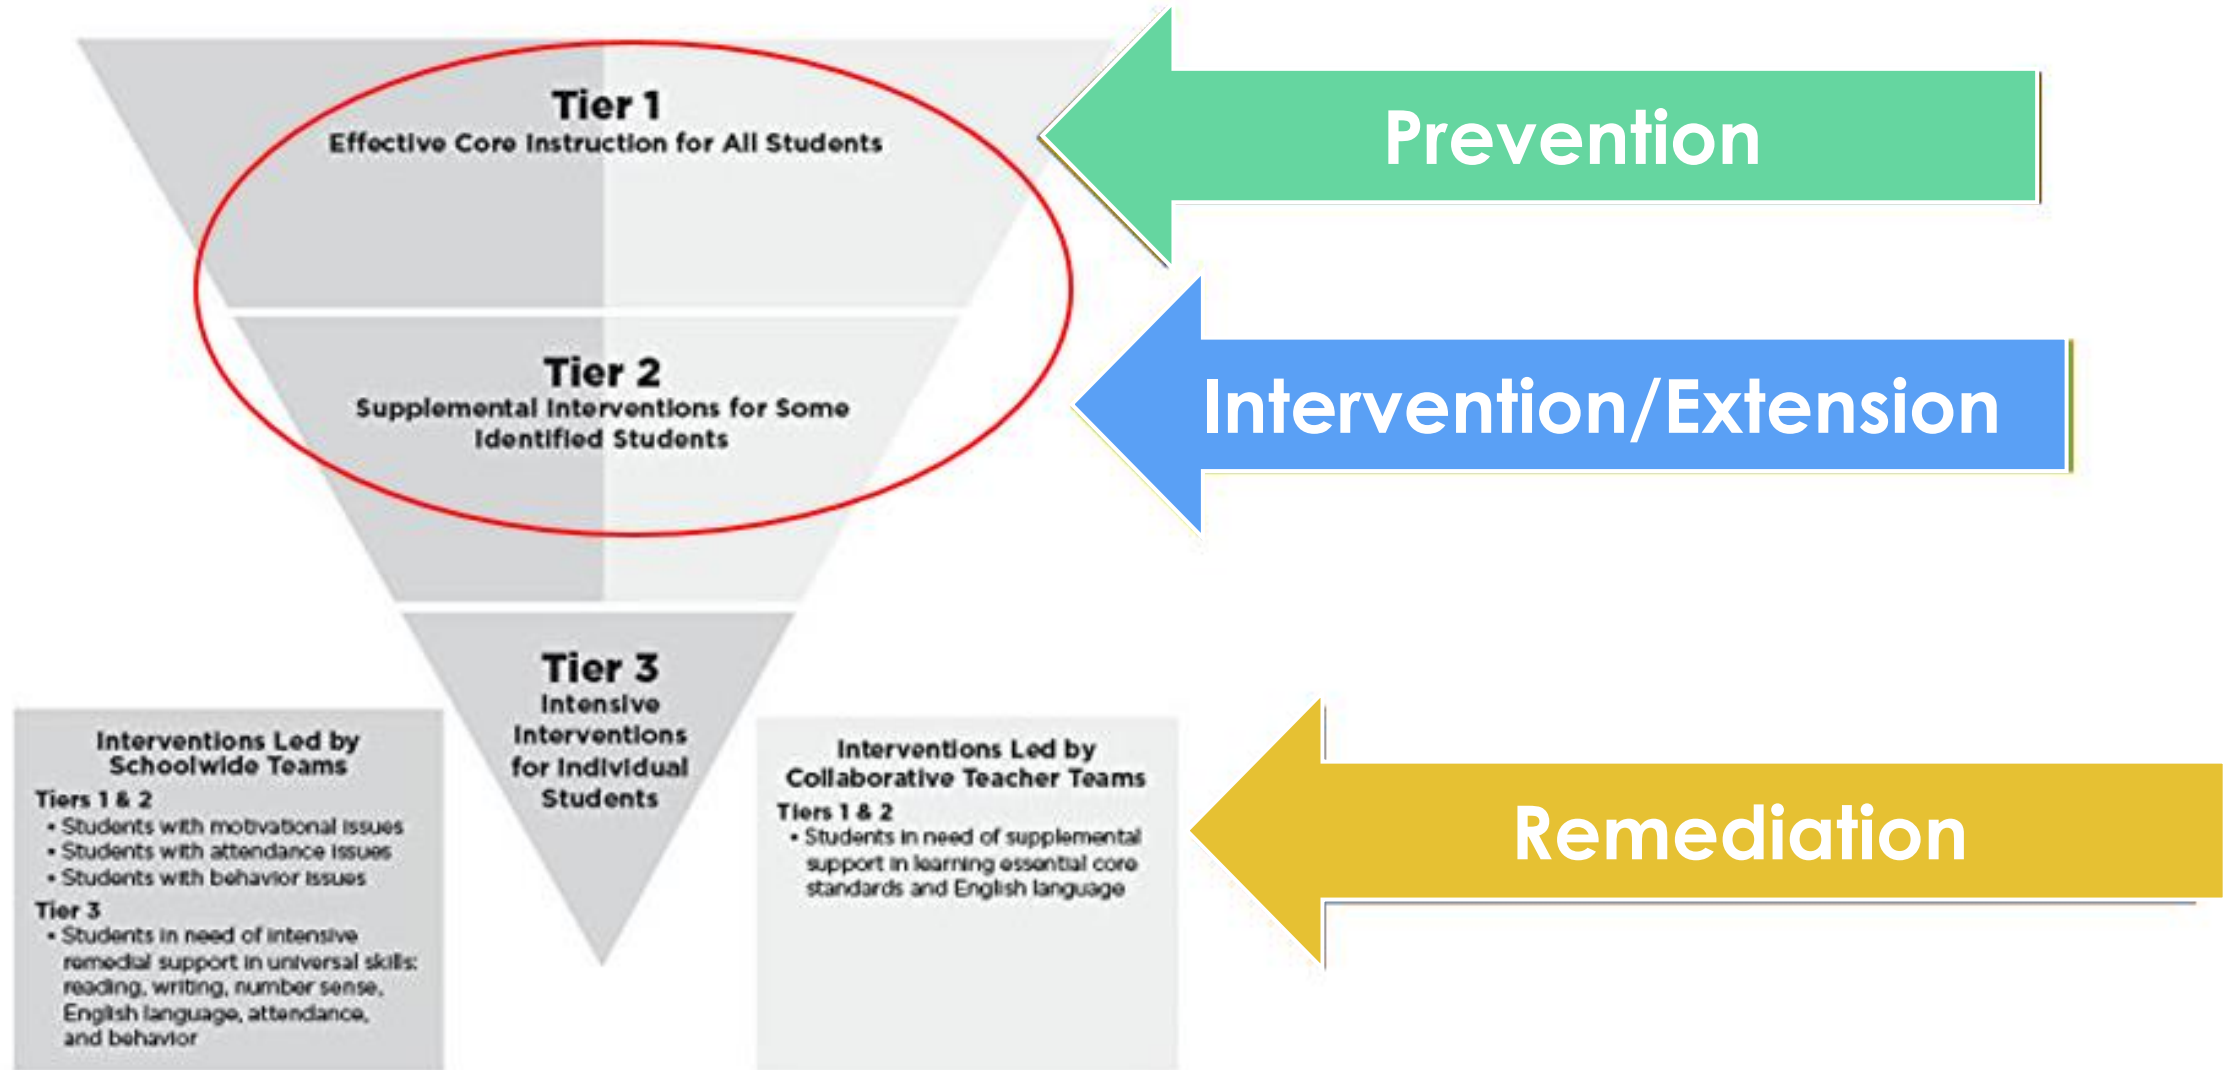 Tier 1
Effective Core Instruction for All Students
Prevention
Tier 2
Supplemental Interventions for Some
Identified Students
Intervention/Extension
Tier 3
Intensive
Interventions
for Individual
Students
Remediation
Interventions Led by
Schoolwide Teams
Tiers 1 & 2
• Students with motivational issues
• Students with attendance issues
• Students with behavior issues
Tier 3
• Students in need of intensive
remedial support in universal skills:
reading, writing, number sense,
English language, attendance,
and behavior
Interventions Led by
Collaborative Teacher Teams
Tiers 1 & 2
• Students in need of supplemental
support in learning essential core
standards and English language